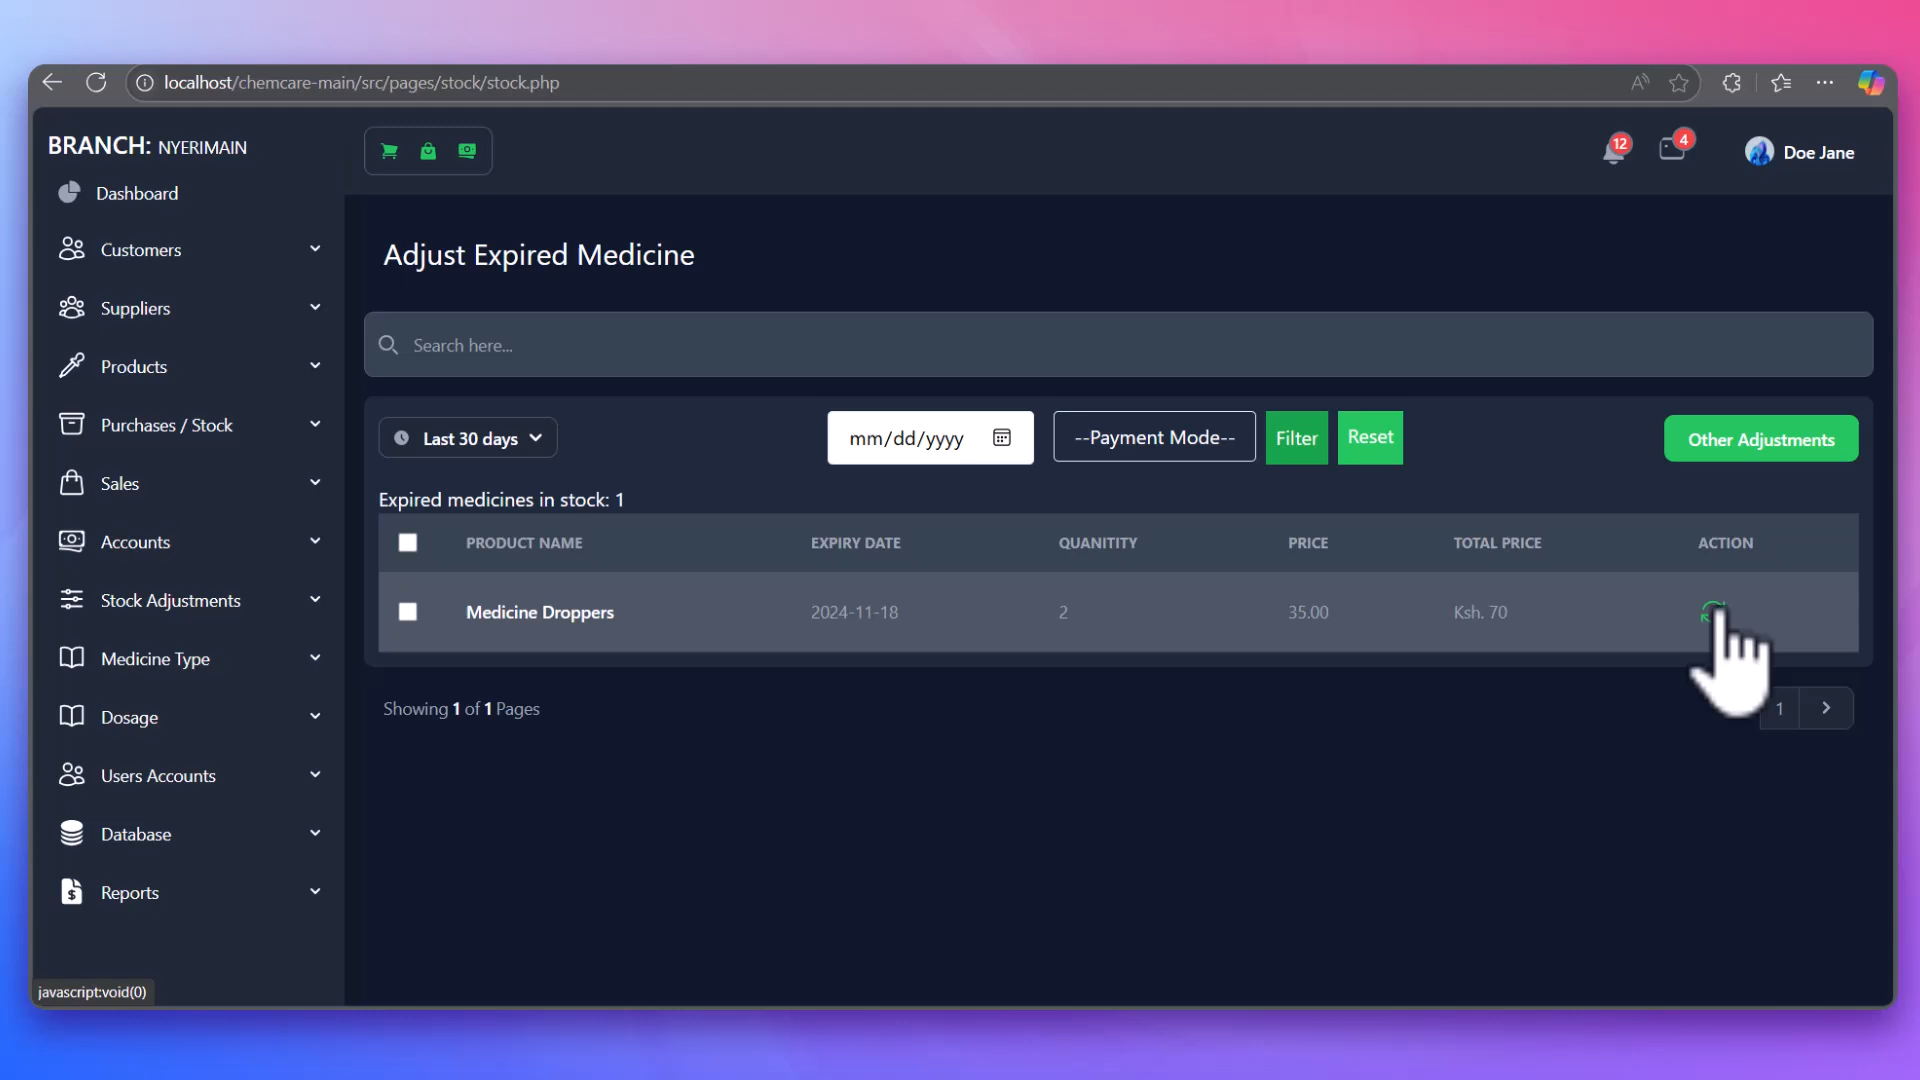 localhost/chemcare-main/src/pages/stock/stock.php
BRANCH: NYERIMAIN
12
4
Doe Jane
Dashboard
Customers
Suppliers
Products
Purchases / Stock
Sales
Accounts
Stock Adjustments
Medicine Type
Dosage
Users Accounts
Database
Reports
Adjust Expired Medicine
Search here...
Last 30 days
mm/dd/yyyy
--Payment Mode--
Filter
Reset
Other Adjustments
Expired medicines in stock: 1
PRODUCT NAME EXPIRY DATE QUANITITY PRICE TOTAL PRICE ACTION
Medicine Droppers 2024-11-18 2 35.00 Ksh. 70
Showing 1 of 1 Pages
1
javascript:void(0)